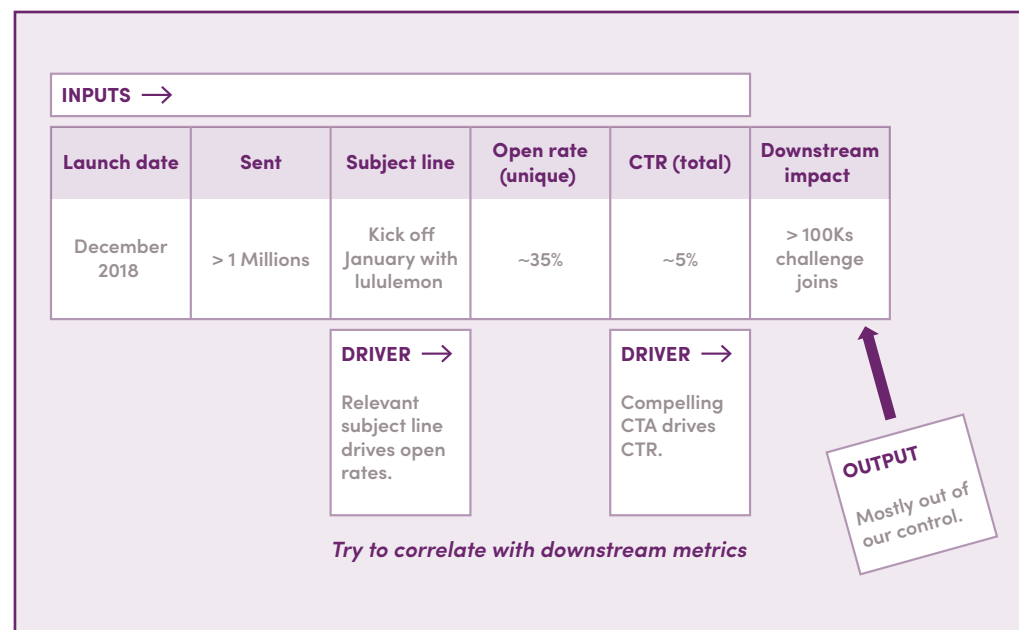 INPUTS →
Launch date
Sent
Subject line
Open rate
(unique)
CTR (total)
Downstream
impact
December
2018
> 1 Millions
Kick off
January with
lululemon
~35%
~5%
> 100Ks
challenge
joins
DRIVER →
Relevant
subject line
drives open
rates.
DRIVER →
Compelling
CTA drives
CTR.
OUTPUT
Mostly out of
our control.
Try to correlate with downstream metrics